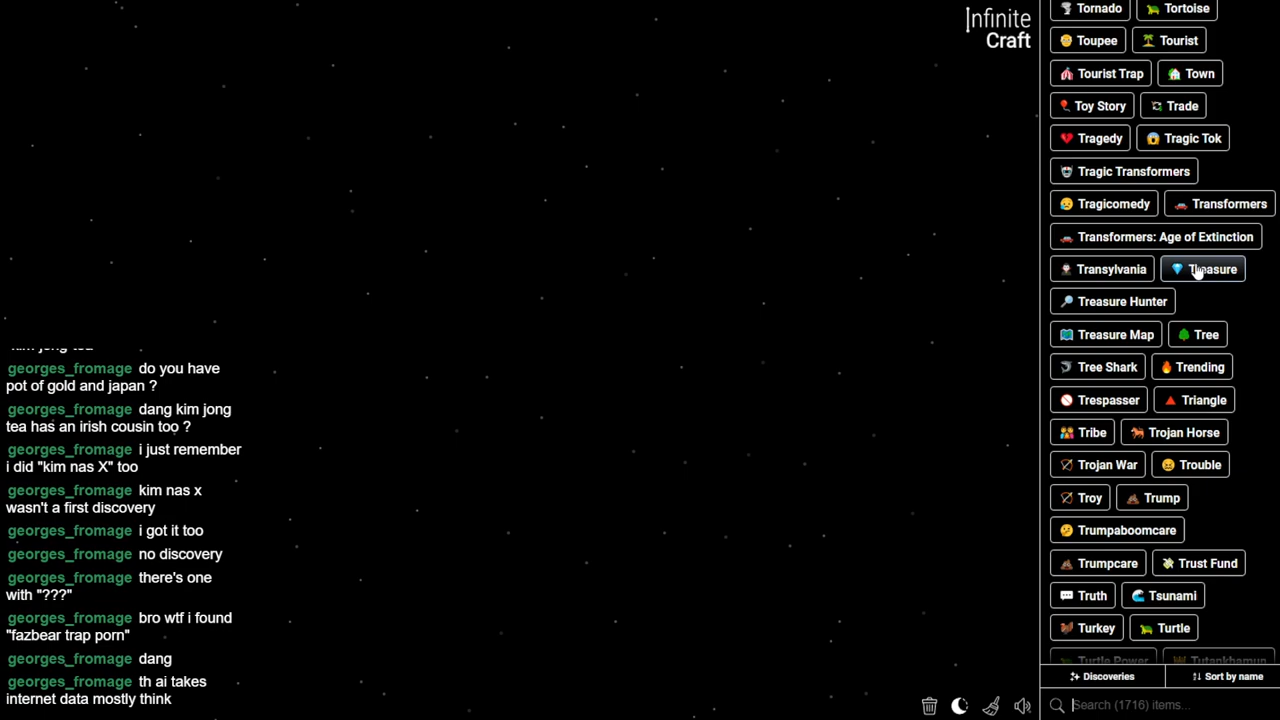 Infinite
Craft
Tornado
Tortoise
Toupee
Tourist
Tourist Trap
Town
Toy Story
Trade
Tragedy
Tragic Tok
Tragic Transformers
Tragicomedy
Transformers
Transformers: Age of Extinction
Transylvania
Treasure
Treasure Hunter
Treasure Map
Tree
Tree Shark
Trending
Trespasser
Triangle
Tribe
Trojan Horse
Trojan War
Trouble
Troy
Trump
Trumpaboomcare
Trumpcare
Trust Fund
Truth
Tsunami
Turkey
Turtle
Turtle Power
Tutankhamun
Discoveries
Sort by name
Search (1716) items...
georges_fromage do you have
pot of gold and japan ?
georges_fromage dang kim jong
tea has an irish cousin too ?
georges_fromage i just remember
i did "kim nas X" too
georges_fromage kim nas x
wasn't a first discovery
georges_fromage i got it too
georges_fromage no discovery
georges_fromage there's one
with "???"
georges_fromage bro wtf i found
"fazbear trap porn"
georges_fromage dang
georges_fromage th ai takes
internet data mostly think